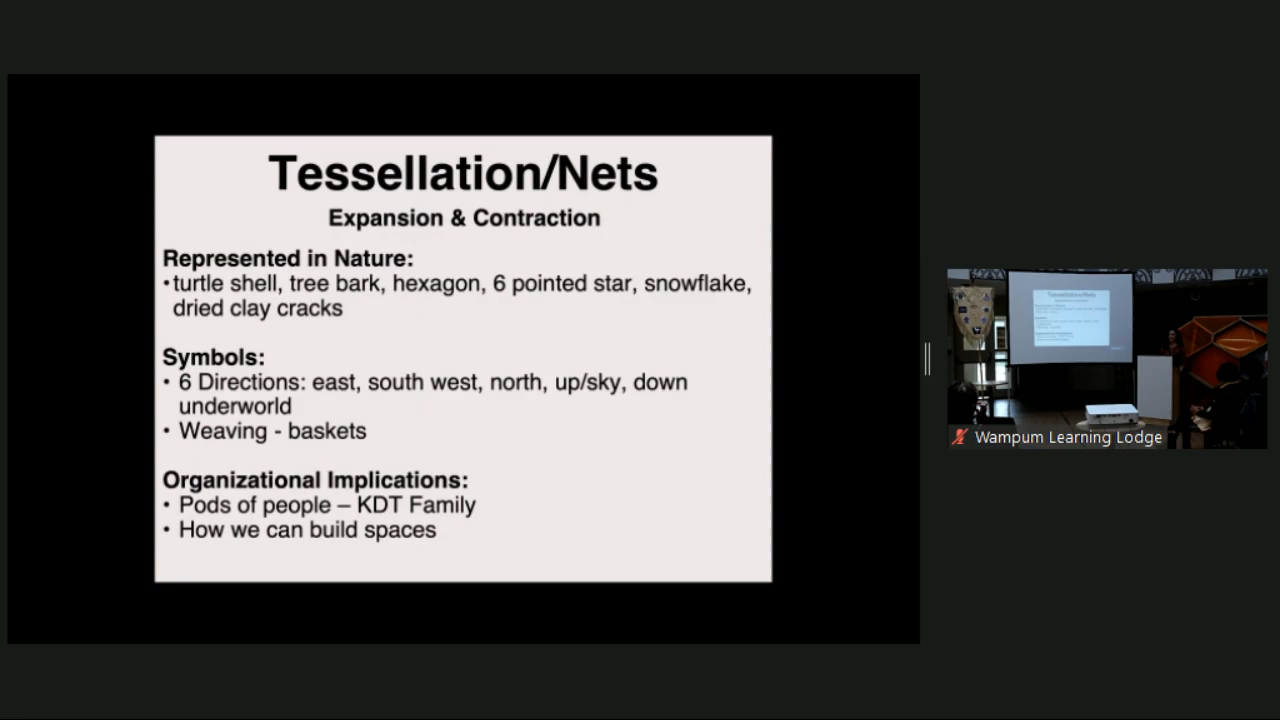 Tessellation/Nets
Expansion & Contraction
Represented in Nature:
•turtle shell, tree bark, hexagon, 6 pointed star, snowflake,
dried clay cracks
Symbols:
• 6 Directions: east, south west, north, up/sky, down
underworld
• Weaving - baskets
Organizational Implications:
• Pods of people – KDT Family
• How we can build spaces
Tessellation/Nets
Wampum Learning Lodge